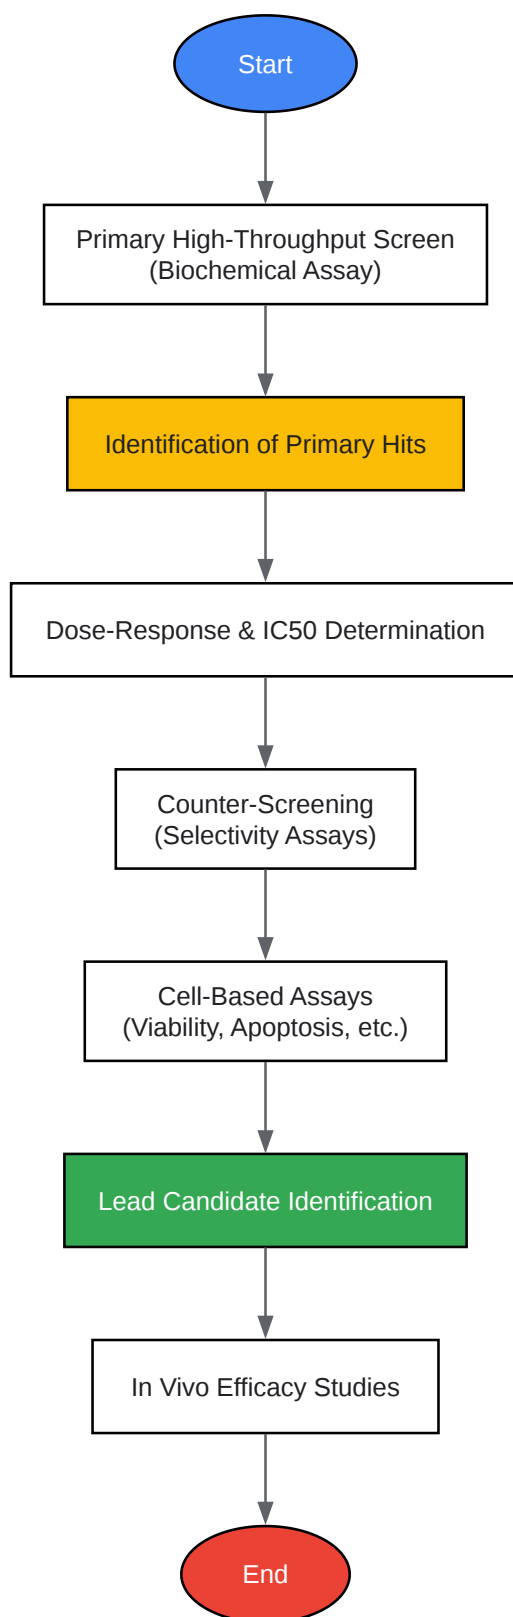 Start
Primary High-Throughput Screen
(Biochemical Assay)
Identification of Primary Hits
Dose-Response & IC50 Determination
Counter-Screening
(Selectivity Assays)
Cell-Based Assays
(Viability, Apoptosis, etc.)
Lead Candidate Identification
In Vivo Efficacy Studies
End